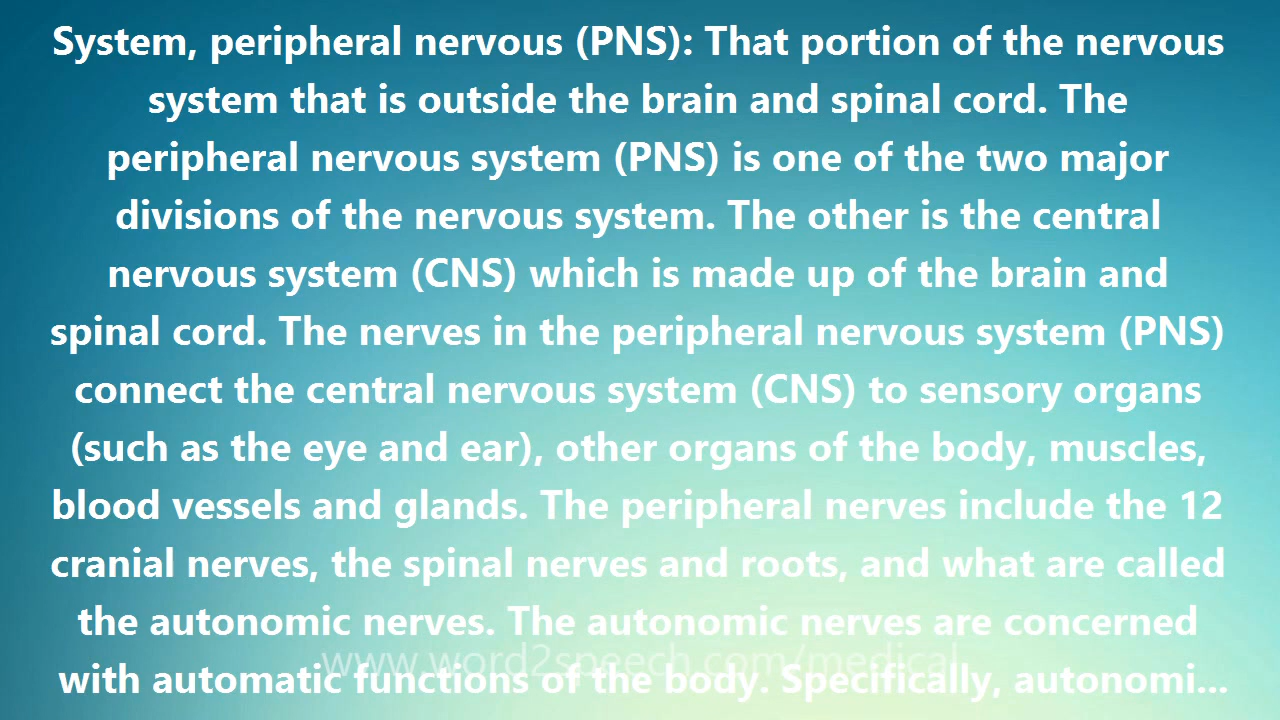 System, peripheral nervous (PNS): That portion of the nervous
system that is outside the brain and spinal cord. The
peripheral nervous system (PNS) is one of the two major
divisions of the nervous system. The other is the central
nervous system (CNS) which is made up of the brain and
spinal cord. The nerves in the peripheral nervous system (PNS)
connect the central nervous system (CNS) to sensory organs
(such as the eye and ear), other organs of the body, muscles,
blood vessels and glands. The peripheral nerves include the 12
cranial nerves, the spinal nerves and roots, and what are called
the autonomic nerves. The autonomic nerves are concerned
www.word2speech.com/medical
with automatic functions of the body. Specifically, autonomi...